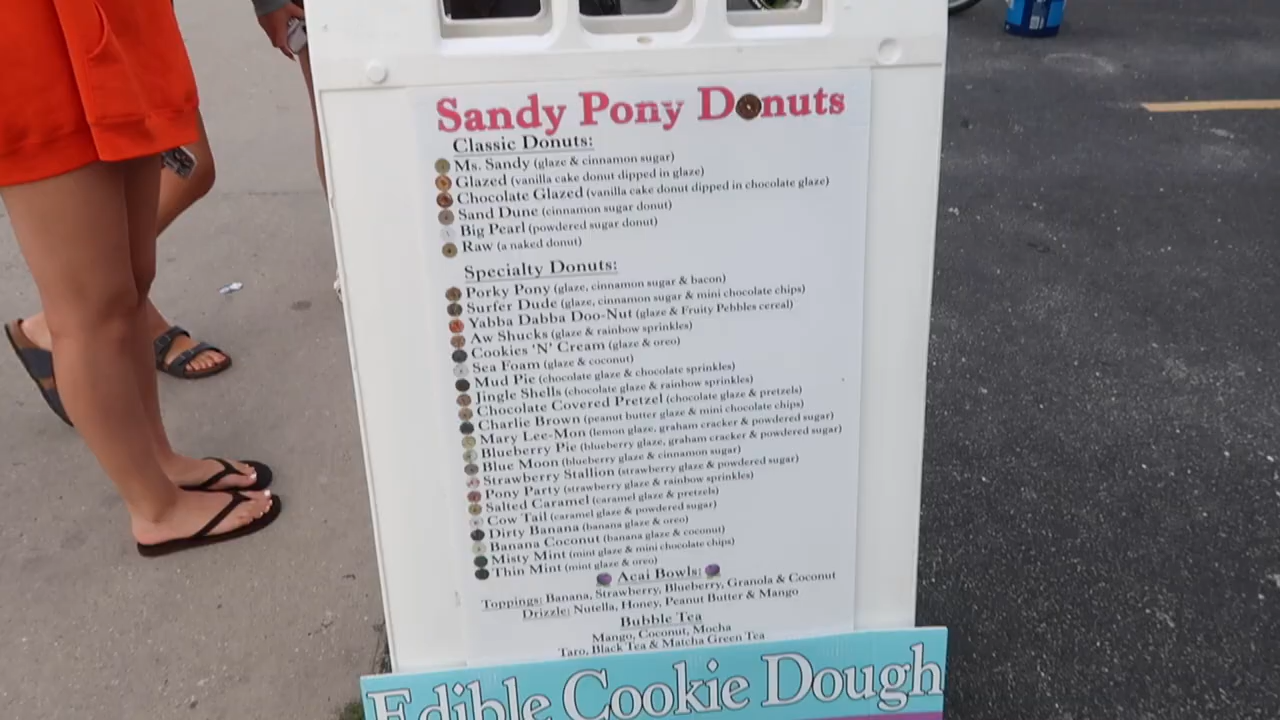 Sandy Pony Donuts
Classic Donuts:
Ms. Sandy (glaze & cinnamon sugar)
Glazed (vanilla cake donut dipped in glaze)
Chocolate Glazed (vanilla cake donut dipped in chocolate glaze)
Sand Dune (cinnamon sugar donut)
Big Pearl (powdered sugar donut)
Raw (a naked donut)
Specialty Donuts:
Porky Pony (glaze, cinnamon sugar & bacon)
Surfer Dude (glaze, cinnamon sugar & mini chocolate chips)
Yabba Dabba Doo-Nut (glaze & Fruity Pebbles cereal)
Aw Shucks (glaze & rainbow sprinkles)
Cookies 'N' Cream (glaze & oreo)
Sea Foam (glaze & coconut)
Mud Pie (chocolate glaze & chocolate sprinkles)
Jingle Shells (chocolate glaze & rainbow sprinkles)
Chocolate Covered Pretzel (chocolate glaze & pretzels)
Charlie Brown (peanut butter glaze & mini chocolate chips)
Mary Lee-Mon (lemon glaze, graham cracker & powdered sugar)
Blueberry Pie (blueberry glaze, graham cracker & powdered sugar)
Blue Moon (blueberry glaze & cinnamon sugar)
Strawberry Stallion (strawberry glaze & powdered sugar)
Pony Party (strawberry glaze & rainbow sprinkles)
Salted Caramel (caramel glaze & pretzels)
Cow Tail (caramel glaze & powdered sugar)
Dirty Banana (banana glaze & oreo)
Banana Coconut (banana glaze & coconut)
Misty Mint (mint glaze & mini chocolate chips)
Thin Mint (mint glaze & oreo)
Acai Bowls:
Toppings: Banana, Strawberry, Blueberry, Granola & Coconut
Drizzle: Nutella, Honey, Peanut Butter & Mango
Bubble Tea
Mango, Coconut, Mocha
Taro, Black Tea & Matcha Green Tea
Edible Cookie Dough